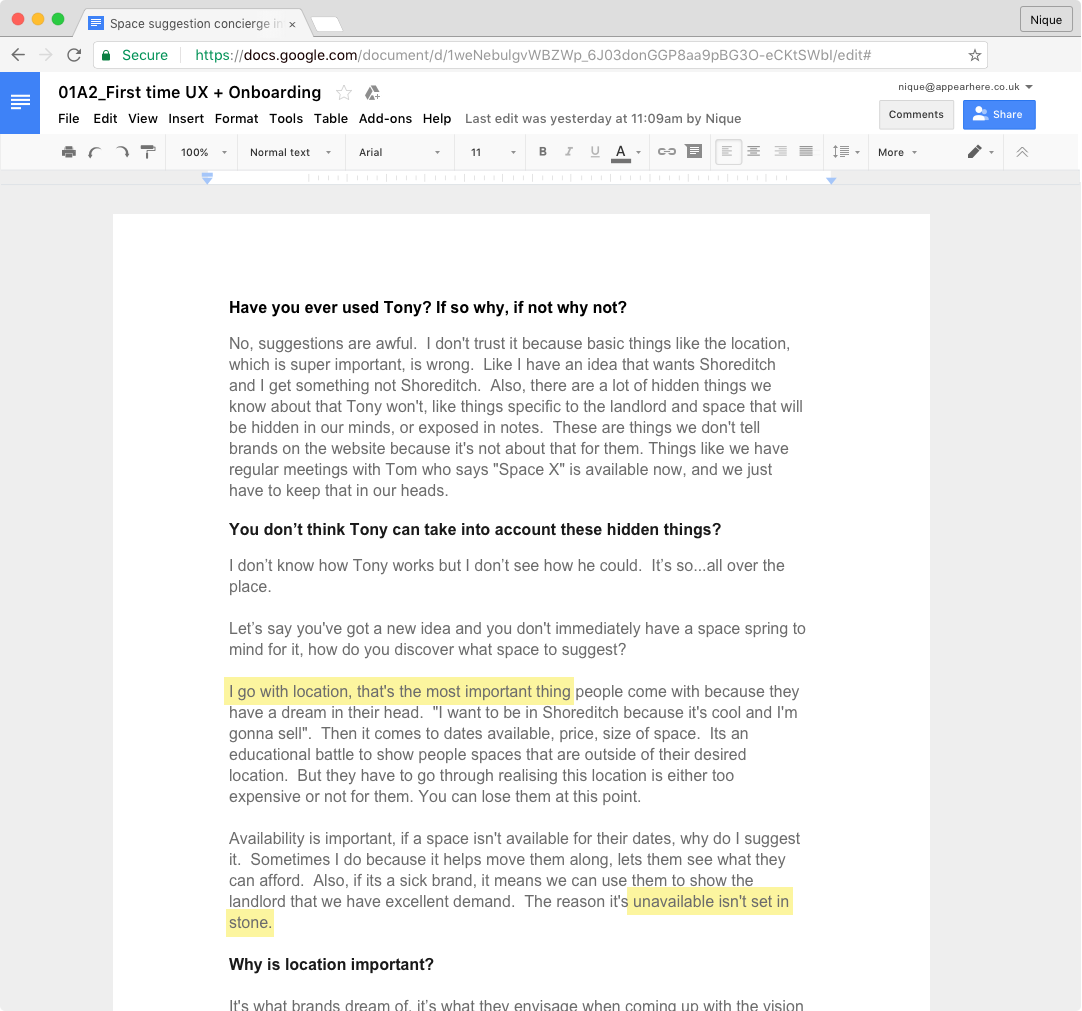 Space suggestion concierge in
Nique
Secure
https://docs.google.com/document/d/1weNebulgvWBZWp_6J03donGGP8aa9pBG3O-eCKtSWbI/edit#
01A2_First time UX + Onboarding
nique@appearhere.co.uk
File Edit View Insert Format Tools Table Add-ons Help Last edit was yesterday at 11:09am by Nique
Comments
Share
100% Normal text Arial 11 B I U A More
Have you ever used Tony? If so why, if not why not?
No, suggestions are awful.  I don't trust it because basic things like the location,
which is super important, is wrong.  Like I have an idea that wants Shoreditch
and I get something not Shoreditch.  Also, there are a lot of hidden things we
know about that Tony won't, like things specific to the landlord and space that will
be hidden in our minds, or exposed in notes.  These are things we don't tell
brands on the website because it's not about that for them. Things like we have
regular meetings with Tom who says "Space X" is available now, and we just
have to keep that in our heads.
You don’t think Tony can take into account these hidden things?
I don’t know how Tony works but I don’t see how he could.  It’s so...all over the
place.
Let’s say you've got a new idea and you don't immediately have a space spring to
mind for it, how do you discover what space to suggest?
I go with location, that's the most important thing people come with because they
have a dream in their head.  "I want to be in Shoreditch because it's cool and I'm
gonna sell".  Then it comes to dates available, price, size of space.  Its an
educational battle to show people spaces that are outside of their desired
location.  But they have to go through realising this location is either too
expensive or not for them. You can lose them at this point.
Availability is important, if a space isn't available for their dates, why do I suggest
it.  Sometimes I do because it helps move them along, lets them see what they
can afford.  Also, if its a sick brand, it means we can use them to show the
landlord that we have excellent demand.  The reason it's unavailable isn't set in
stone.
Why is location important?
It's what brands dream of, it’s what they envisage when coming up with the vision